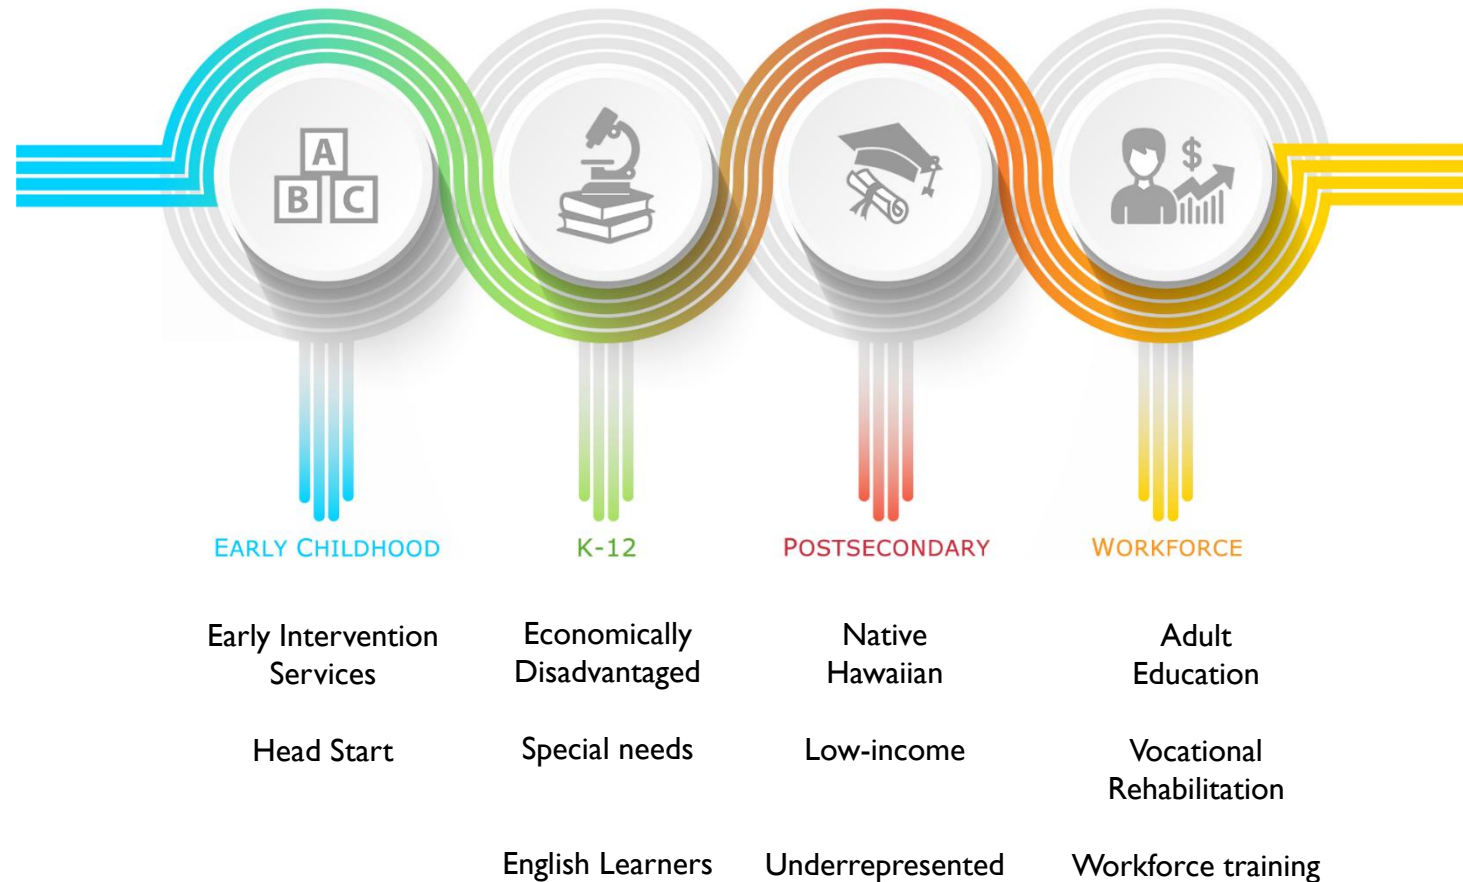 A
B C
$
EARLY CHILDHOOD
K-12
POSTSECONDARY
WORKFORCE
Early Intervention
Services
Economically
Disadvantaged
Native
Hawaiian
Adult
Education
Head Start
Special needs
Low-income
Vocational
Rehabilitation
English Learners
Underrepresented
Workforce training